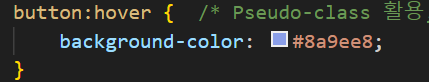 button:hover {  /* Pseudo-class 활용,
    background-color: #8a9ee8;
}